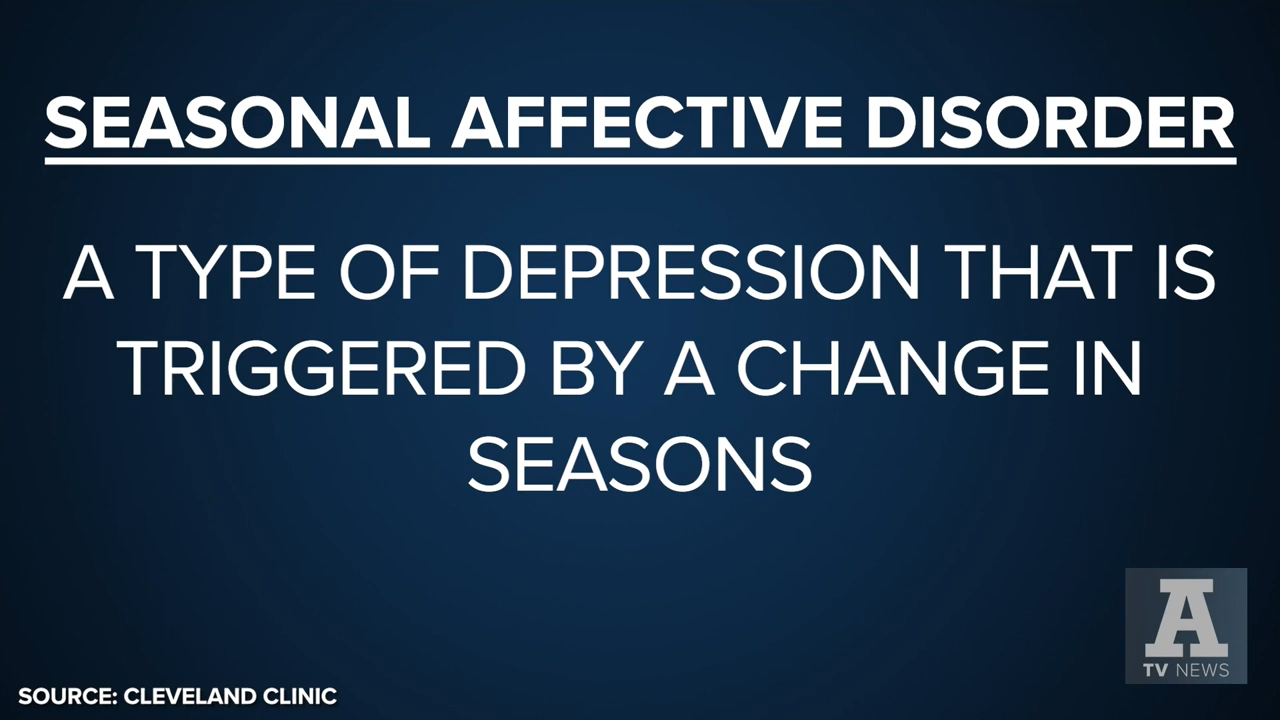 SEASONAL AFFECTIVE DISORDER
A TYPE OF DEPRESSION THAT IS
TRIGGERED BY A CHANGE IN
SEASONS
A
TV NEWS
SOURCE: CLEVELAND CLINIC